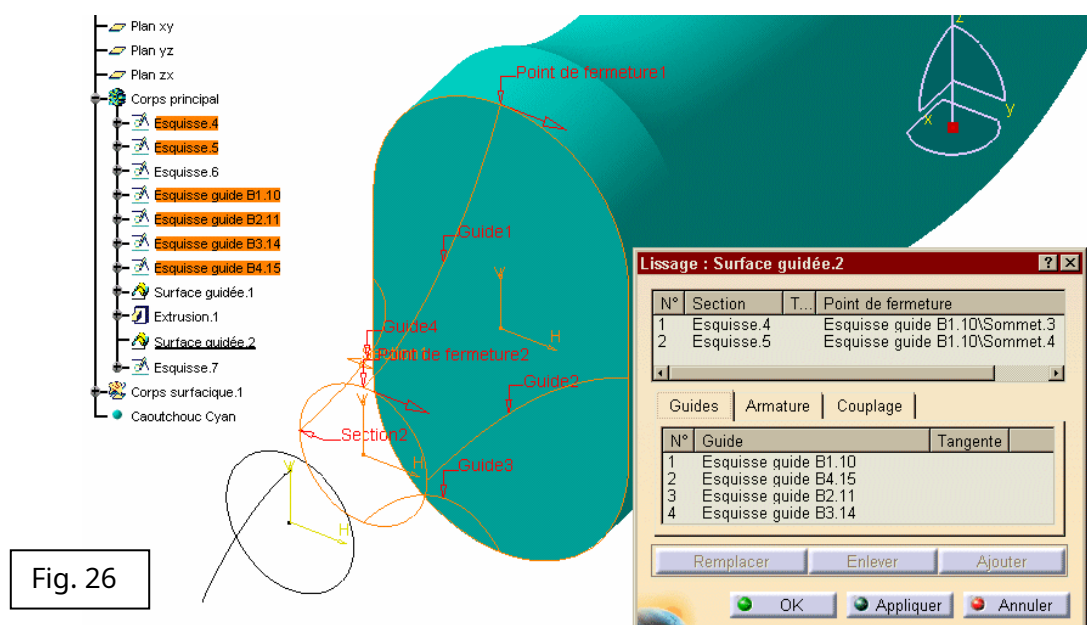 Plan xy
Plan yz
Plan zx
Corps principal
Esquisse.4
Esquisse.5
Esquisse.6
Esquisse guide B1.10
Esquisse guide B2.11
Esquisse guide B3.14
Esquisse guide B4.15
Surface guidée.1
Extrusion.1
Surface guidée.2
Esquisse.7
Corps surfacique.1
Caoutchouc Cyan
Point de fermeture1
Guide1
V
H
Guide4
Point de fermeture2
Guide2
V
Section2
H
Guide3
V
H
z
y
x
Lissage : Surface guidée.2
? X
N° Section T... Point de fermeture
1 Esquisse.4 Esquisse guide B1.10\Sommet.3
2 Esquisse.5 Esquisse guide B1.10\Sommet.4
Guides Armature Couplage
N° Guide Tangente
1 Esquisse guide B1.10
2 Esquisse guide B4.15
3 Esquisse guide B2.11
4 Esquisse guide B3.14
Remplacer Enlever Ajouter
OK Appliquer Annuler
Fig. 26